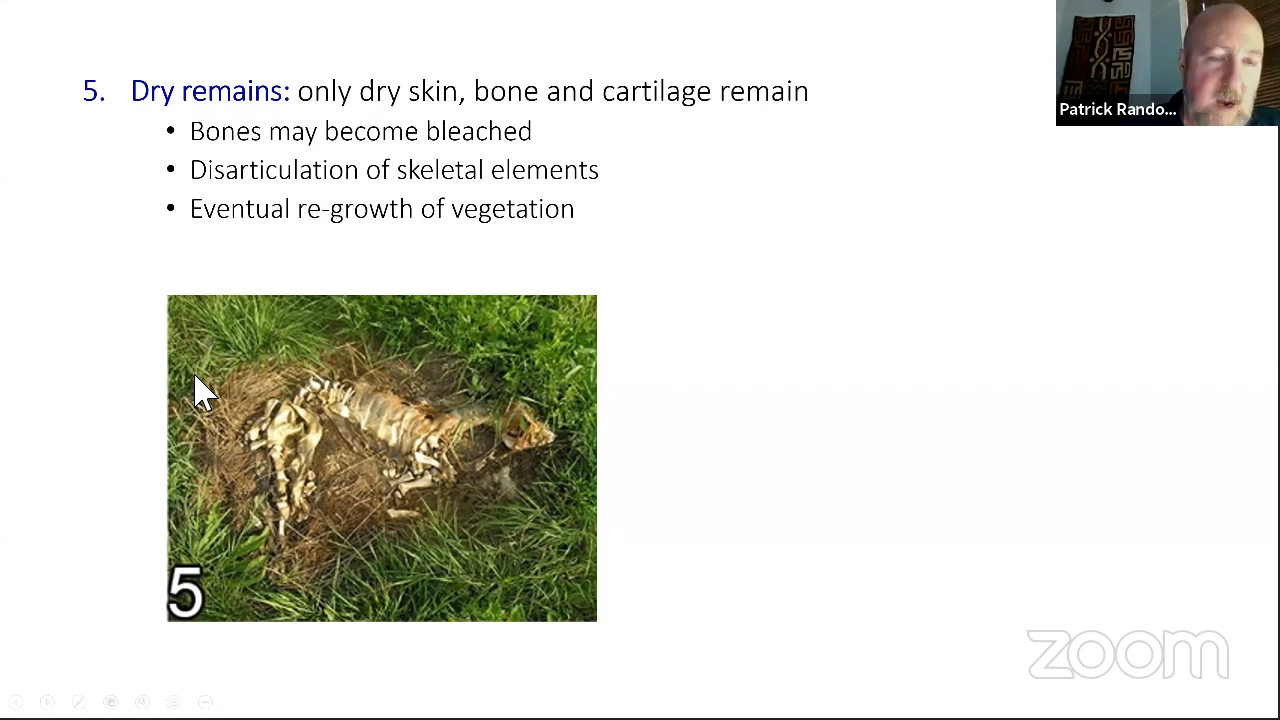 5. Dry remains: only dry skin, bone and cartilage remain
• Bones may become bleached
• Disarticulation of skeletal elements
• Eventual re-growth of vegetation
Patrick Rando...
5
zoom